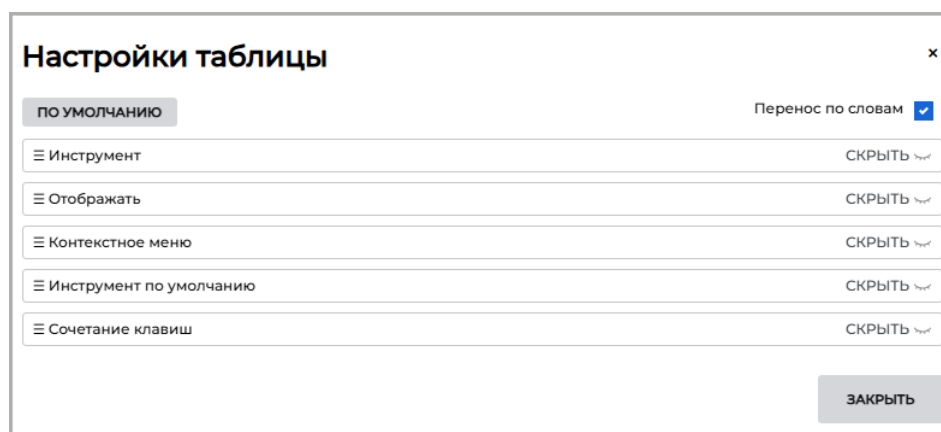 Настройки таблицы ×
ПО УМОЛЧАНИЮ Перенос по словам
Инструмент СКРЫТЬ
Отображать СКРЫТЬ
Контекстное меню СКРЫТЬ
Инструмент по умолчанию СКРЫТЬ
Сочетание клавиш СКРЫТЬ
ЗАКРЫТЬ